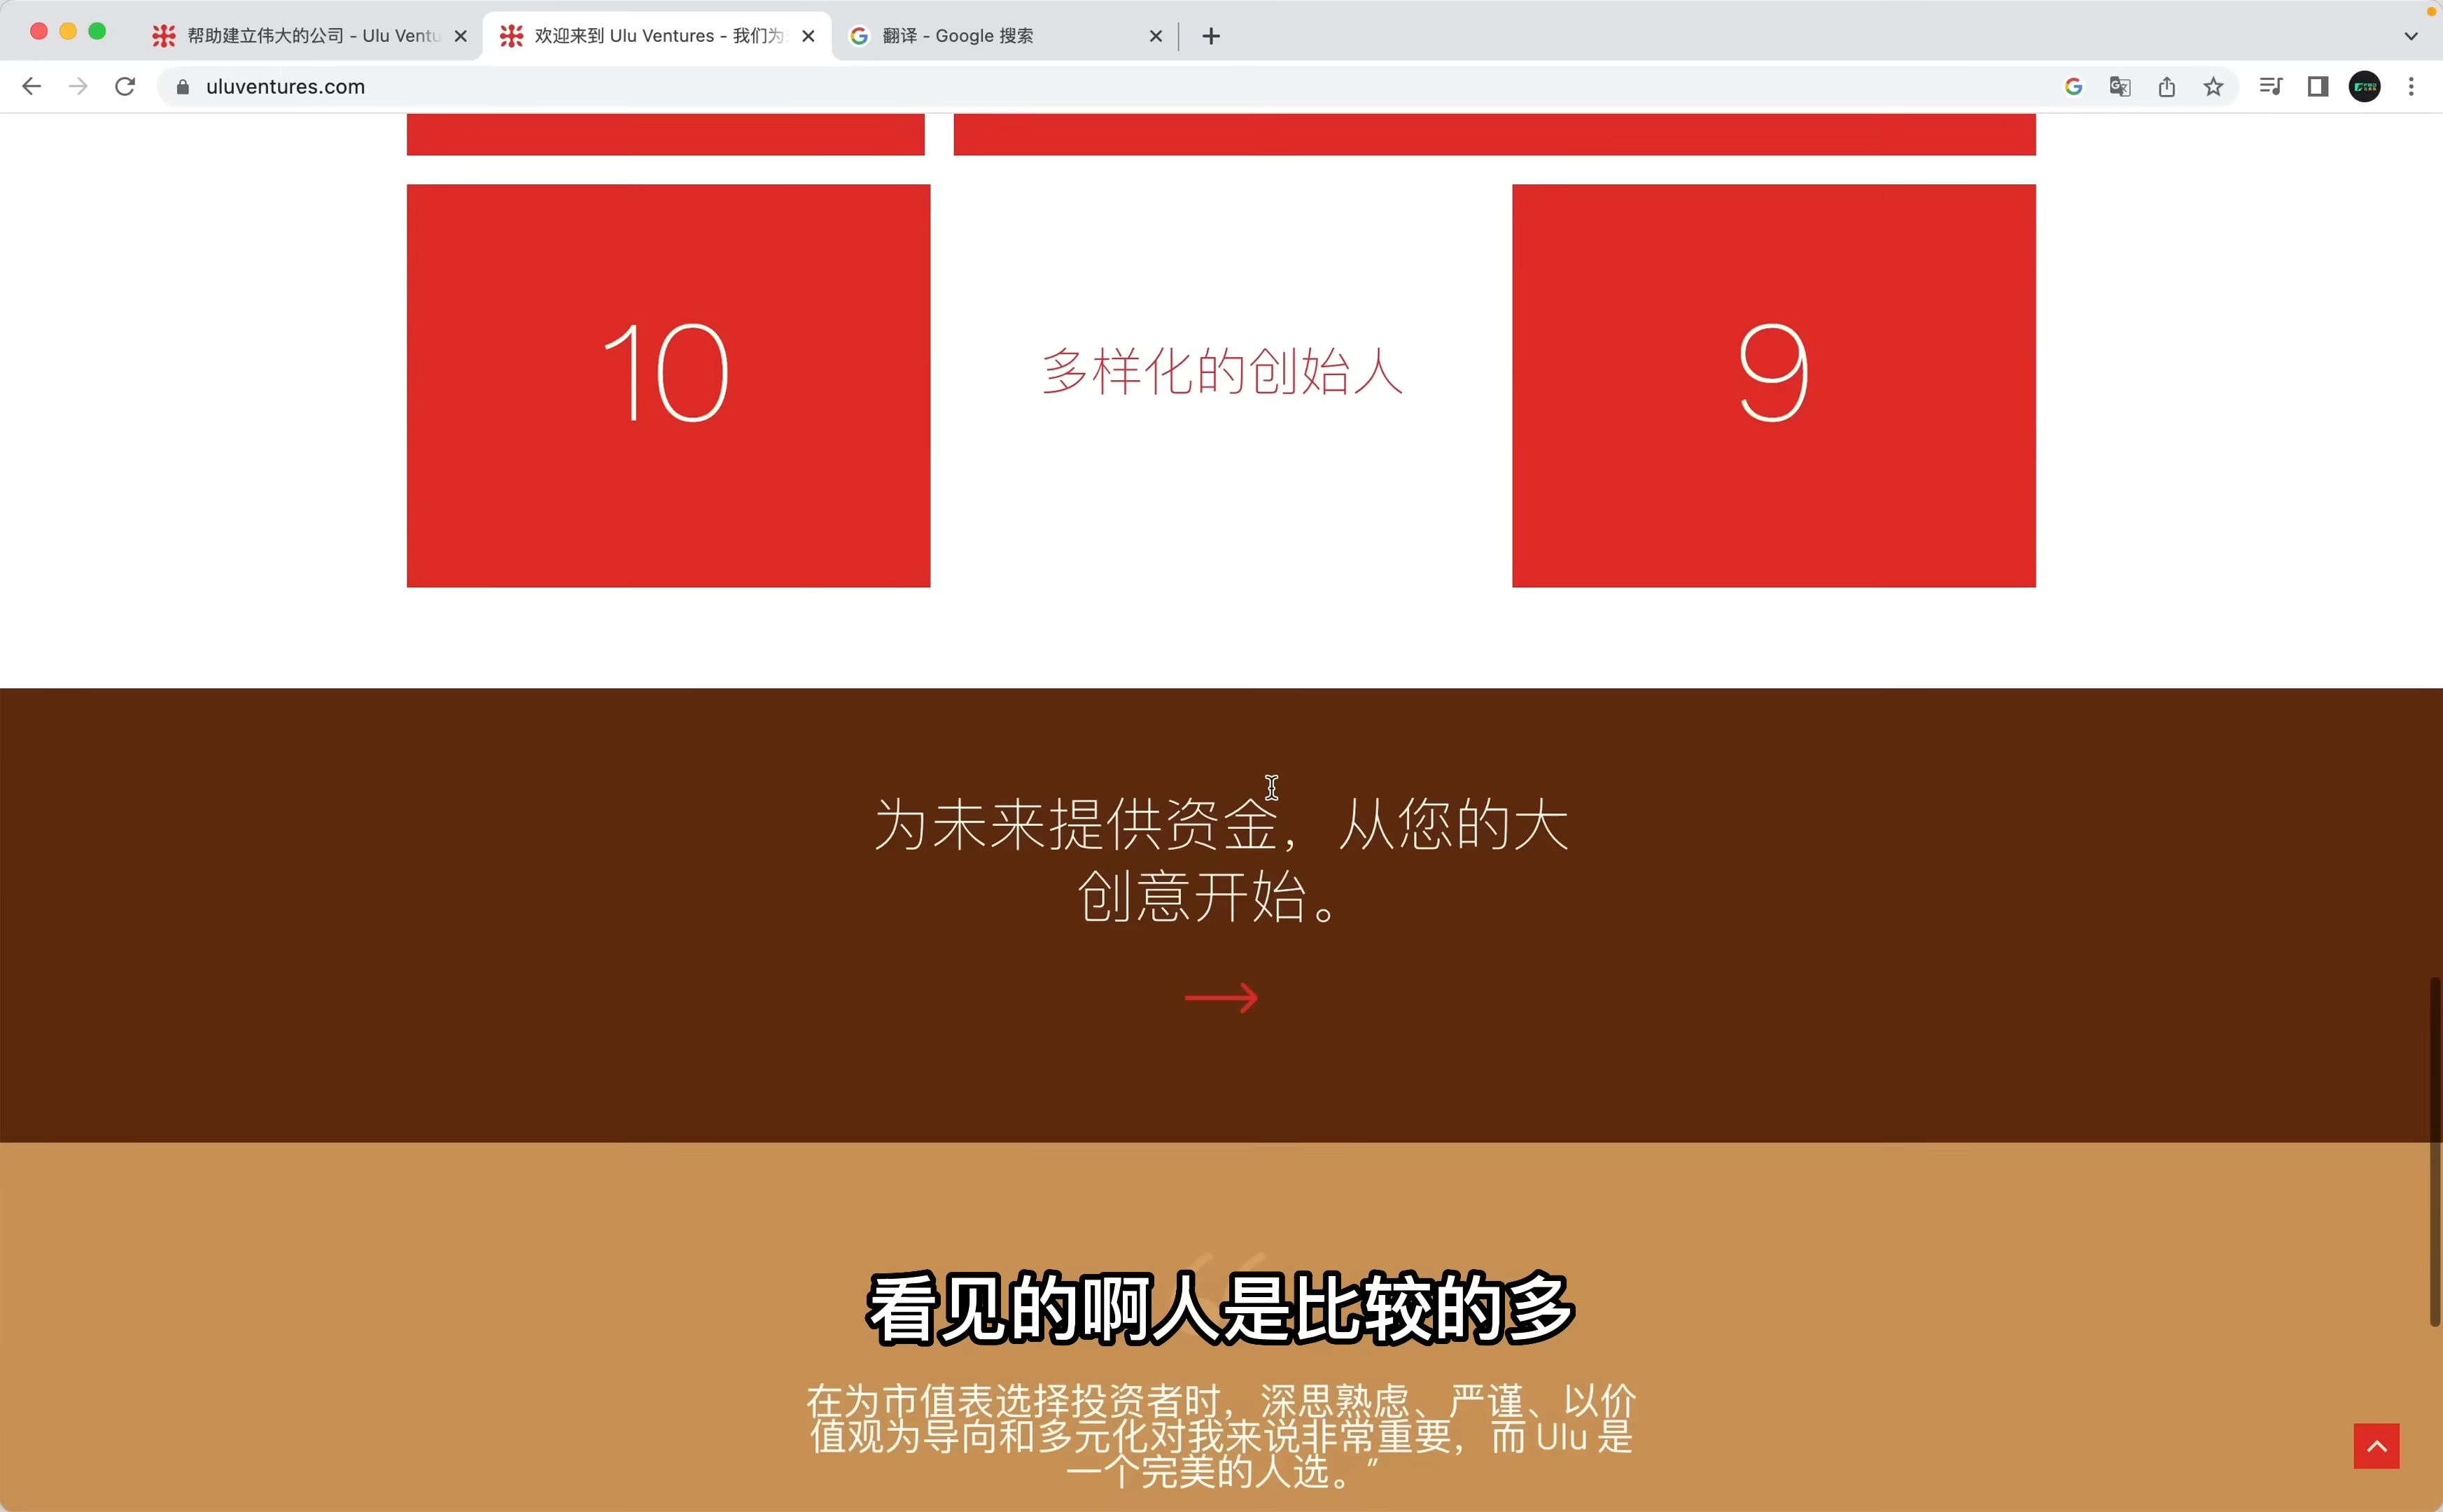 帮助建立伟大的公司 - Ulu Ventu
欢迎来到 Ulu Ventures - 我们为
翻译 - Google 搜索
uluventures.com
10
多样化的创始人
9
为未来提供资金，从您的大
创意开始。
看见的啊人是比较的多
在为市值表选择投资者时，深思熟虑、严谨、以价
值观为导向和多元化对我来说非常重要，而 Ulu 是
一个完美的人选。”